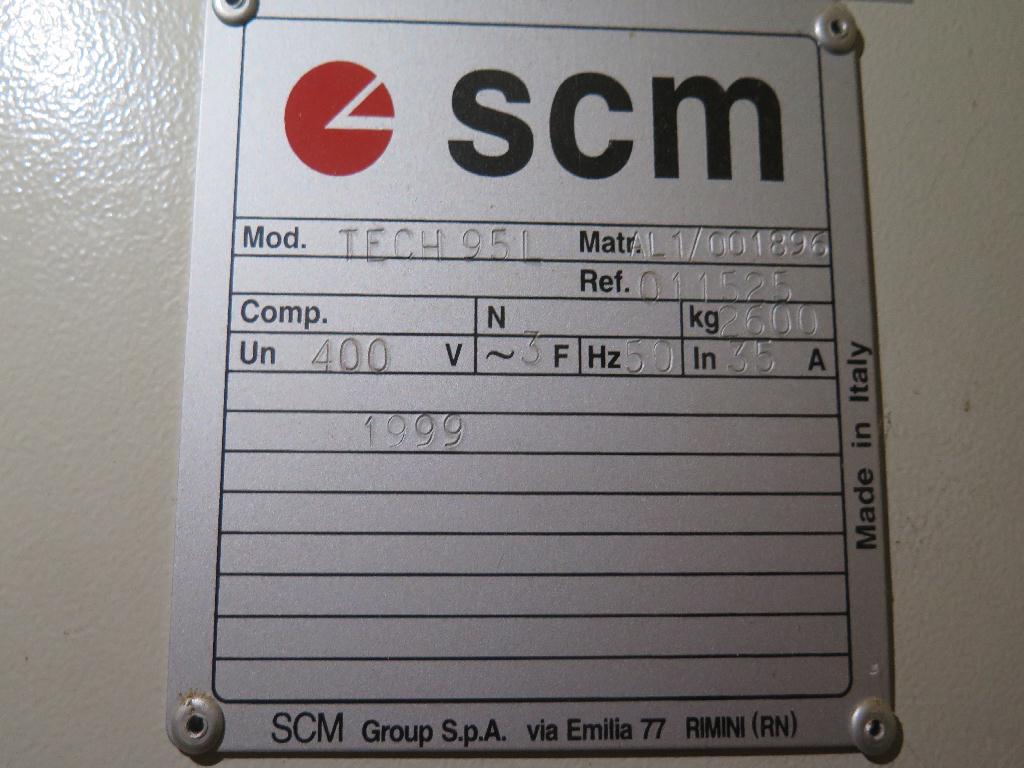 scm
Mod. TECH 95L Matr. AL1/001896
Ref. 011525
Comp. N kg 2600
Un 400 V ~ 3 F Hz 50 In 35 A
1999
Made in Italy
SCM Group S.p.A. via Emilia 77 RIMINI (RN)